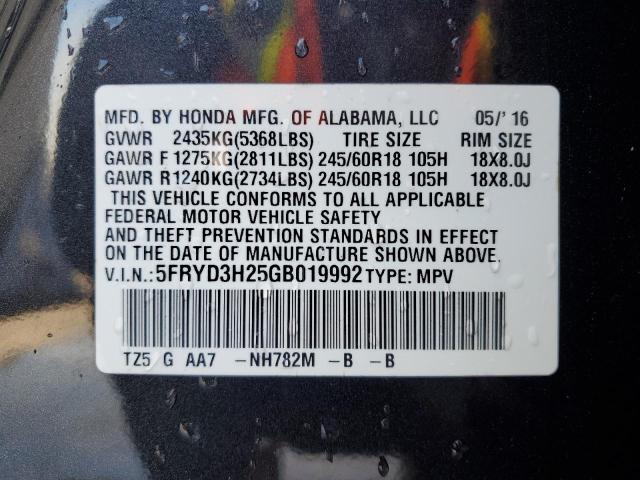 MFD. BY HONDA MFG. OF ALABAMA, LLC 05/'16
GVWR 2435KG(5368LBS) TIRE SIZE RIM SIZE
GAWR F1275KG(2811LBS) 245/60R18 105H 18X8.0J
GAWR R1240KG(2734LBS) 245/60R18 105H 18X8.0J
THIS VEHICLE CONFORMS TO ALL APPLICABLE
FEDERAL MOTOR VEHICLE SAFETY
AND THEFT PREVENTION STANDARDS IN EFFECT
ON THE DATE OF MANUFACTURE SHOWN ABOVE.
V.I.N.:5FRYD3H25GB019992 TYPE: MPV
TZ5 G AA7 -NH782M -B -B